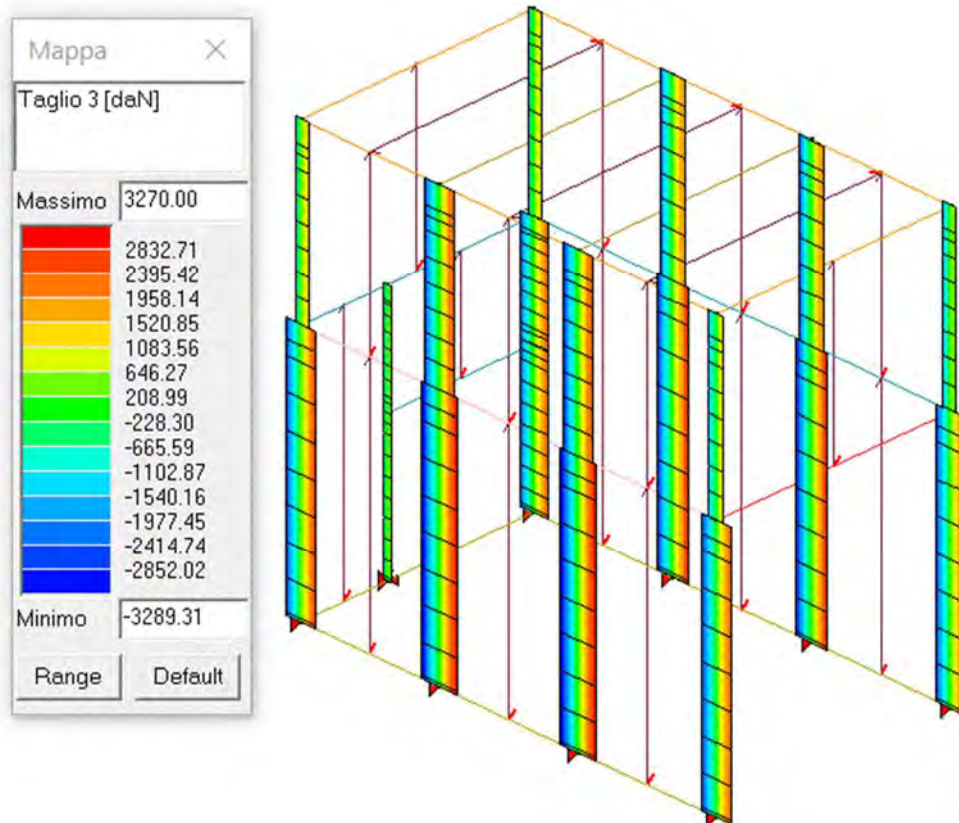 Mappa
Taglio 3 [daN]
Massimo 3270.00
2832.71
2395.42
1958.14
1520.85
1083.56
646.27
208.99
-228.30
-665.59
-1102.87
-1540.16
-1977.45
-2414.74
-2852.02
Minimo -3289.31
Range Default